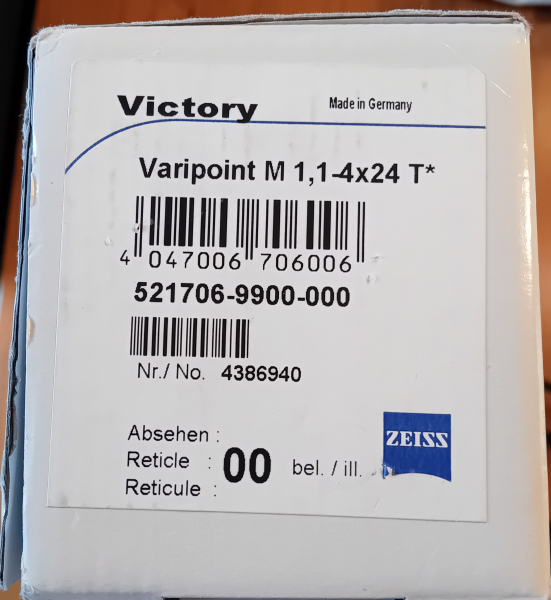 Victory
Made in Germany
Varipoint M 1,1-4x24 T*
4 047006 706006
521706-9900-000
Nr./ No. 4386940
Absehen :
Reticle : 00 bel. / ill.
Reticule :
ZEISS